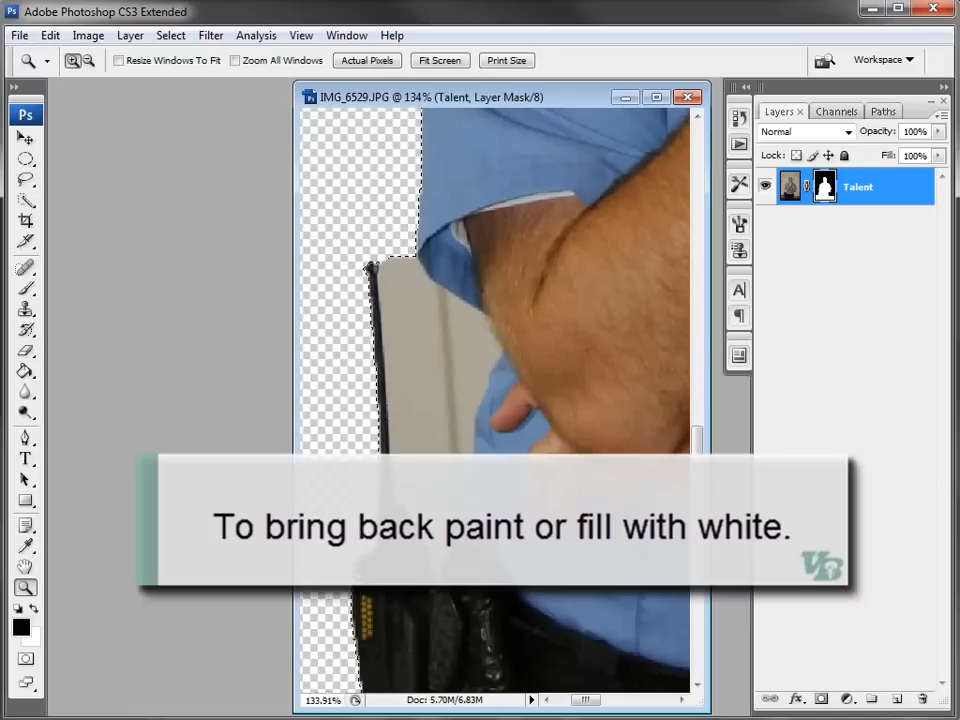 Ps Adobe Photoshop CS3 Extended
File Edit Image Layer Select Filter Analysis View Window Help
Resize Windows To Fit Zoom All Windows Actual Pixels Fit Screen Print Size Workspace
IMG_6529.JPG @ 134% (Talent, Layer Mask/8)
Ps
Layers Channels Paths
Normal Opacity: 100%
Lock: Fill: 100%
Talent
To bring back paint or fill with white.
VB
133.91% Doc: 5.70M/6.83M